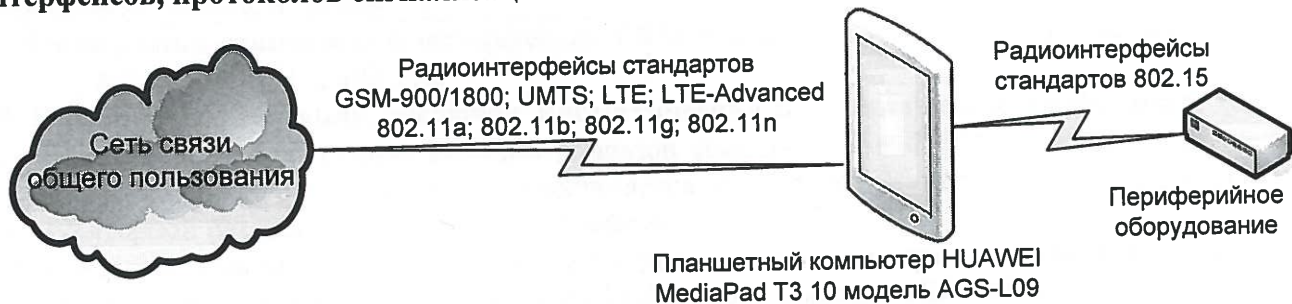 Радиоинтерфейсы стандартов
GSM-900/1800; UMTS; LTE; LTE-Advanced
802.11a; 802.11b; 802.11g; 802.11n
Сеть связи
общего пользования
Радиоинтерфейсы
стандартов 802.15
Периферийное
оборудование
Планшетный компьютер HUAWEI
MediaPad T3 10 модель AGS-L09